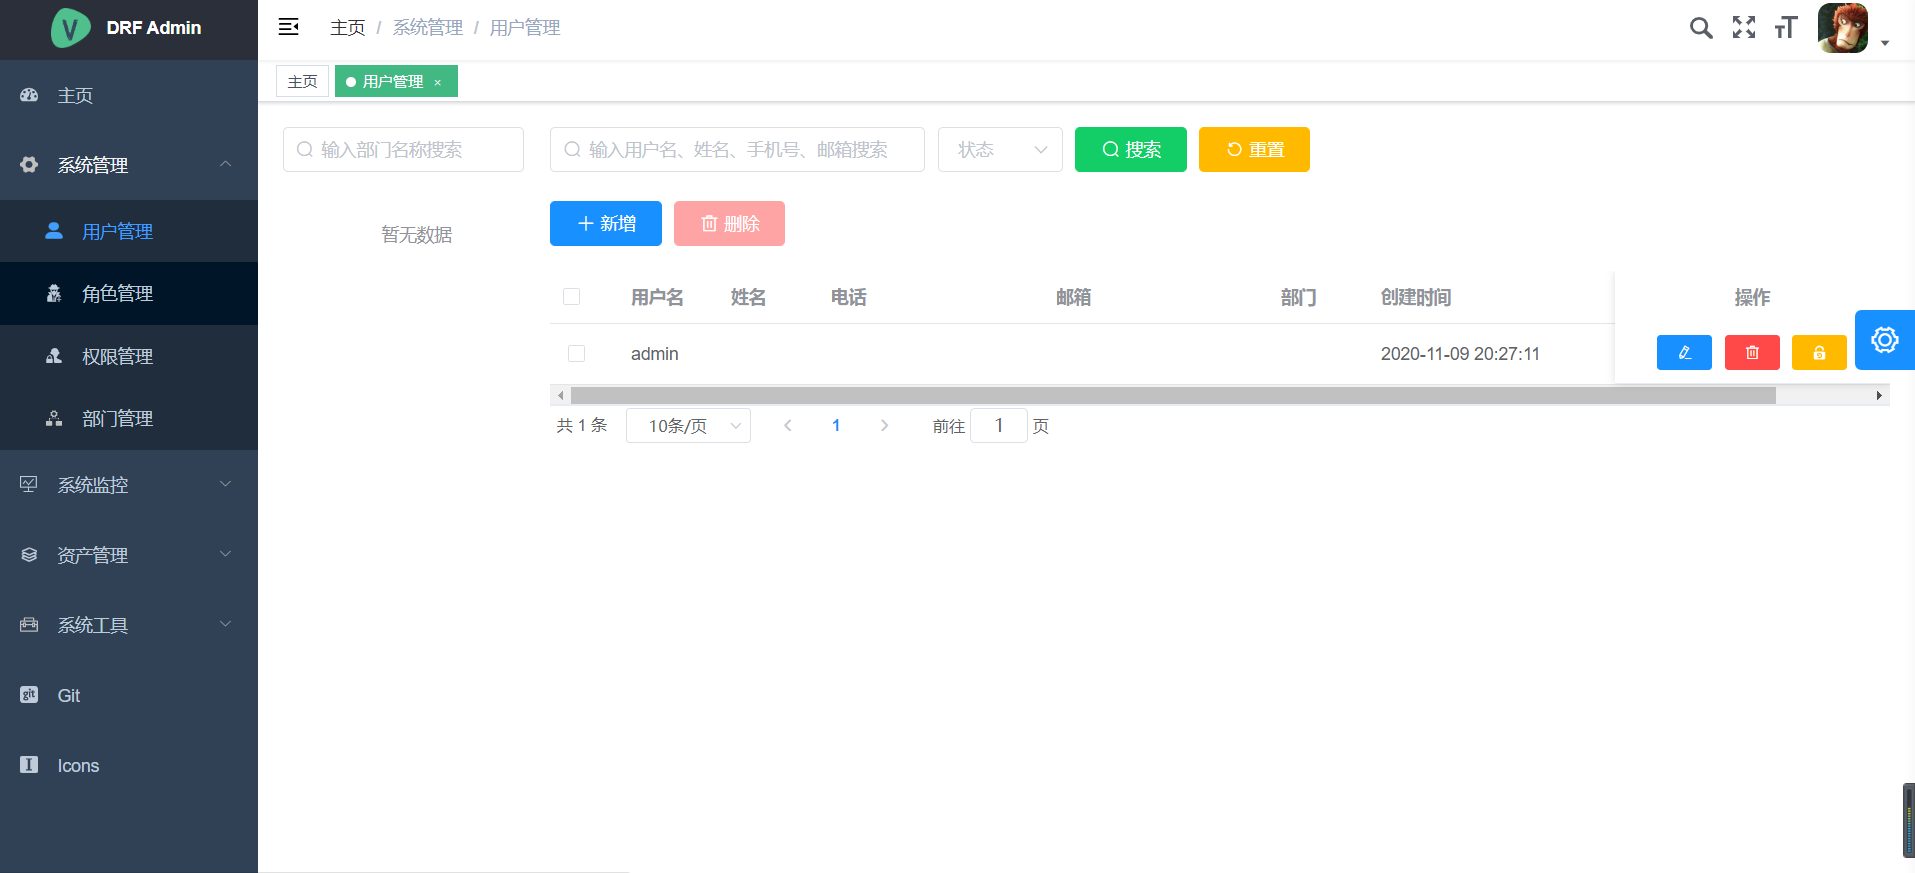 DRF Admin
主页
系统管理
用户管理
角色管理
权限管理
部门管理
系统监控
资产管理
系统工具
Git
Icons
主页 / 系统管理 / 用户管理
主页 用户管理 ×
输入部门名称搜索
暂无数据
输入用户名、姓名、手机号、邮箱搜索 状态 搜索 重置
新增 删除
用户名 姓名 电话 邮箱 部门 创建时间 操作
admin 2020-11-09 20:27:11
共 1 条 10条/页 1 前往 1 页